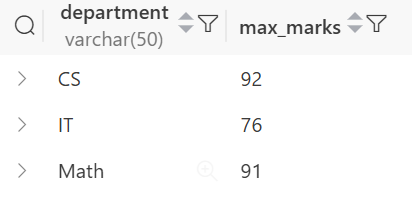 department max_marks
varchar(50)
CS 92
IT 76
Math 91